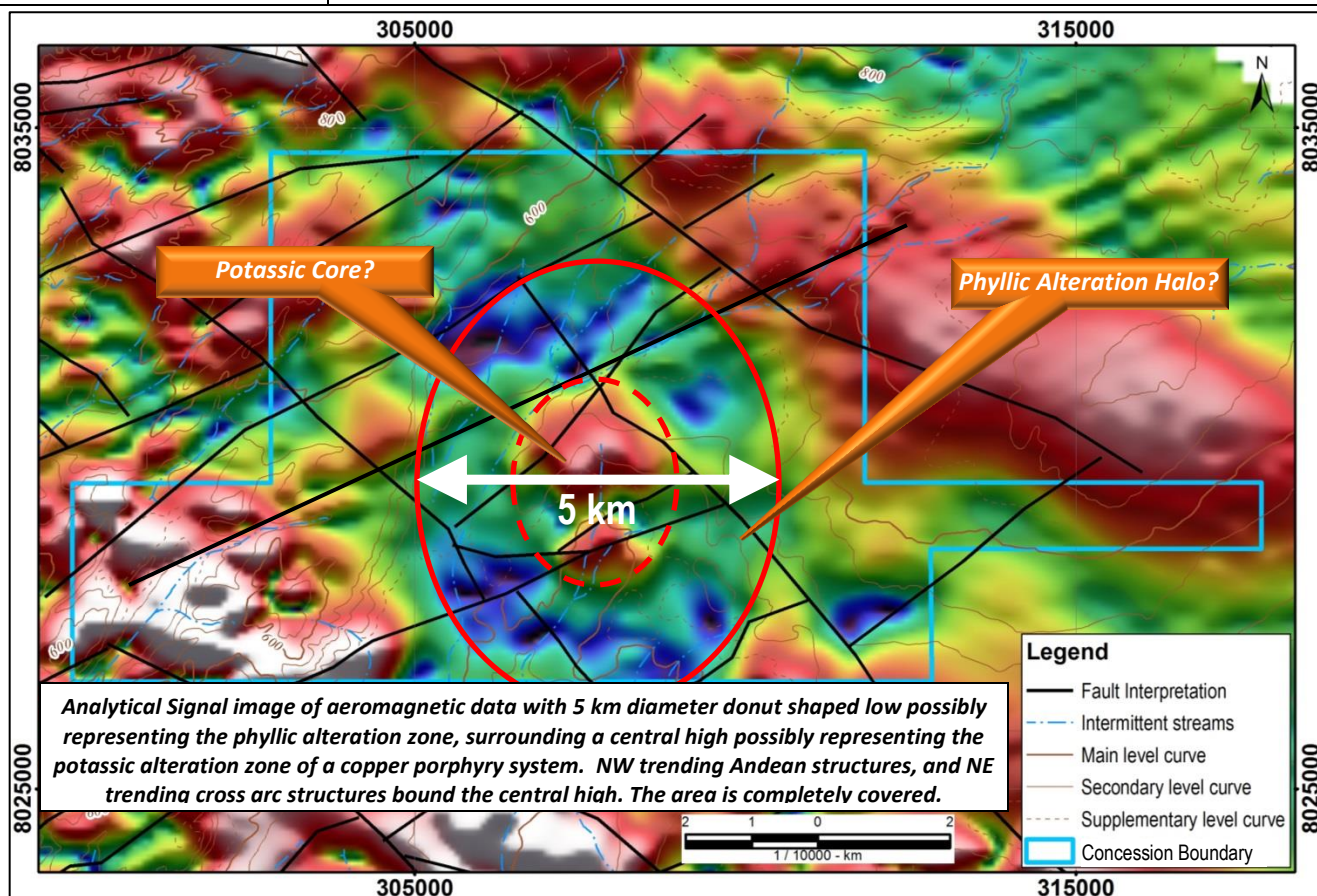 305000
315000
N
8035000
8035000
800
800
600
Potassic Core?
Phyllic Alteration Halo?
5 km
600
600
Legend
Fault Interpretation
Intermittent streams
Main level curve
Secondary level curve
Supplementary level curve
Concession Boundary
Analytical Signal image of aeromagnetic data with 5 km diameter donut shaped low possibly
representing the phyllic alteration zone, surrounding a central high possibly representing the
potassic alteration zone of a copper porphyry system.  NW trending Andean structures, and NE
trending cross arc structures bound the central high. The area is completely covered.
8025000
8025000
2 1 0 2
1 / 10000 - km
305000
315000